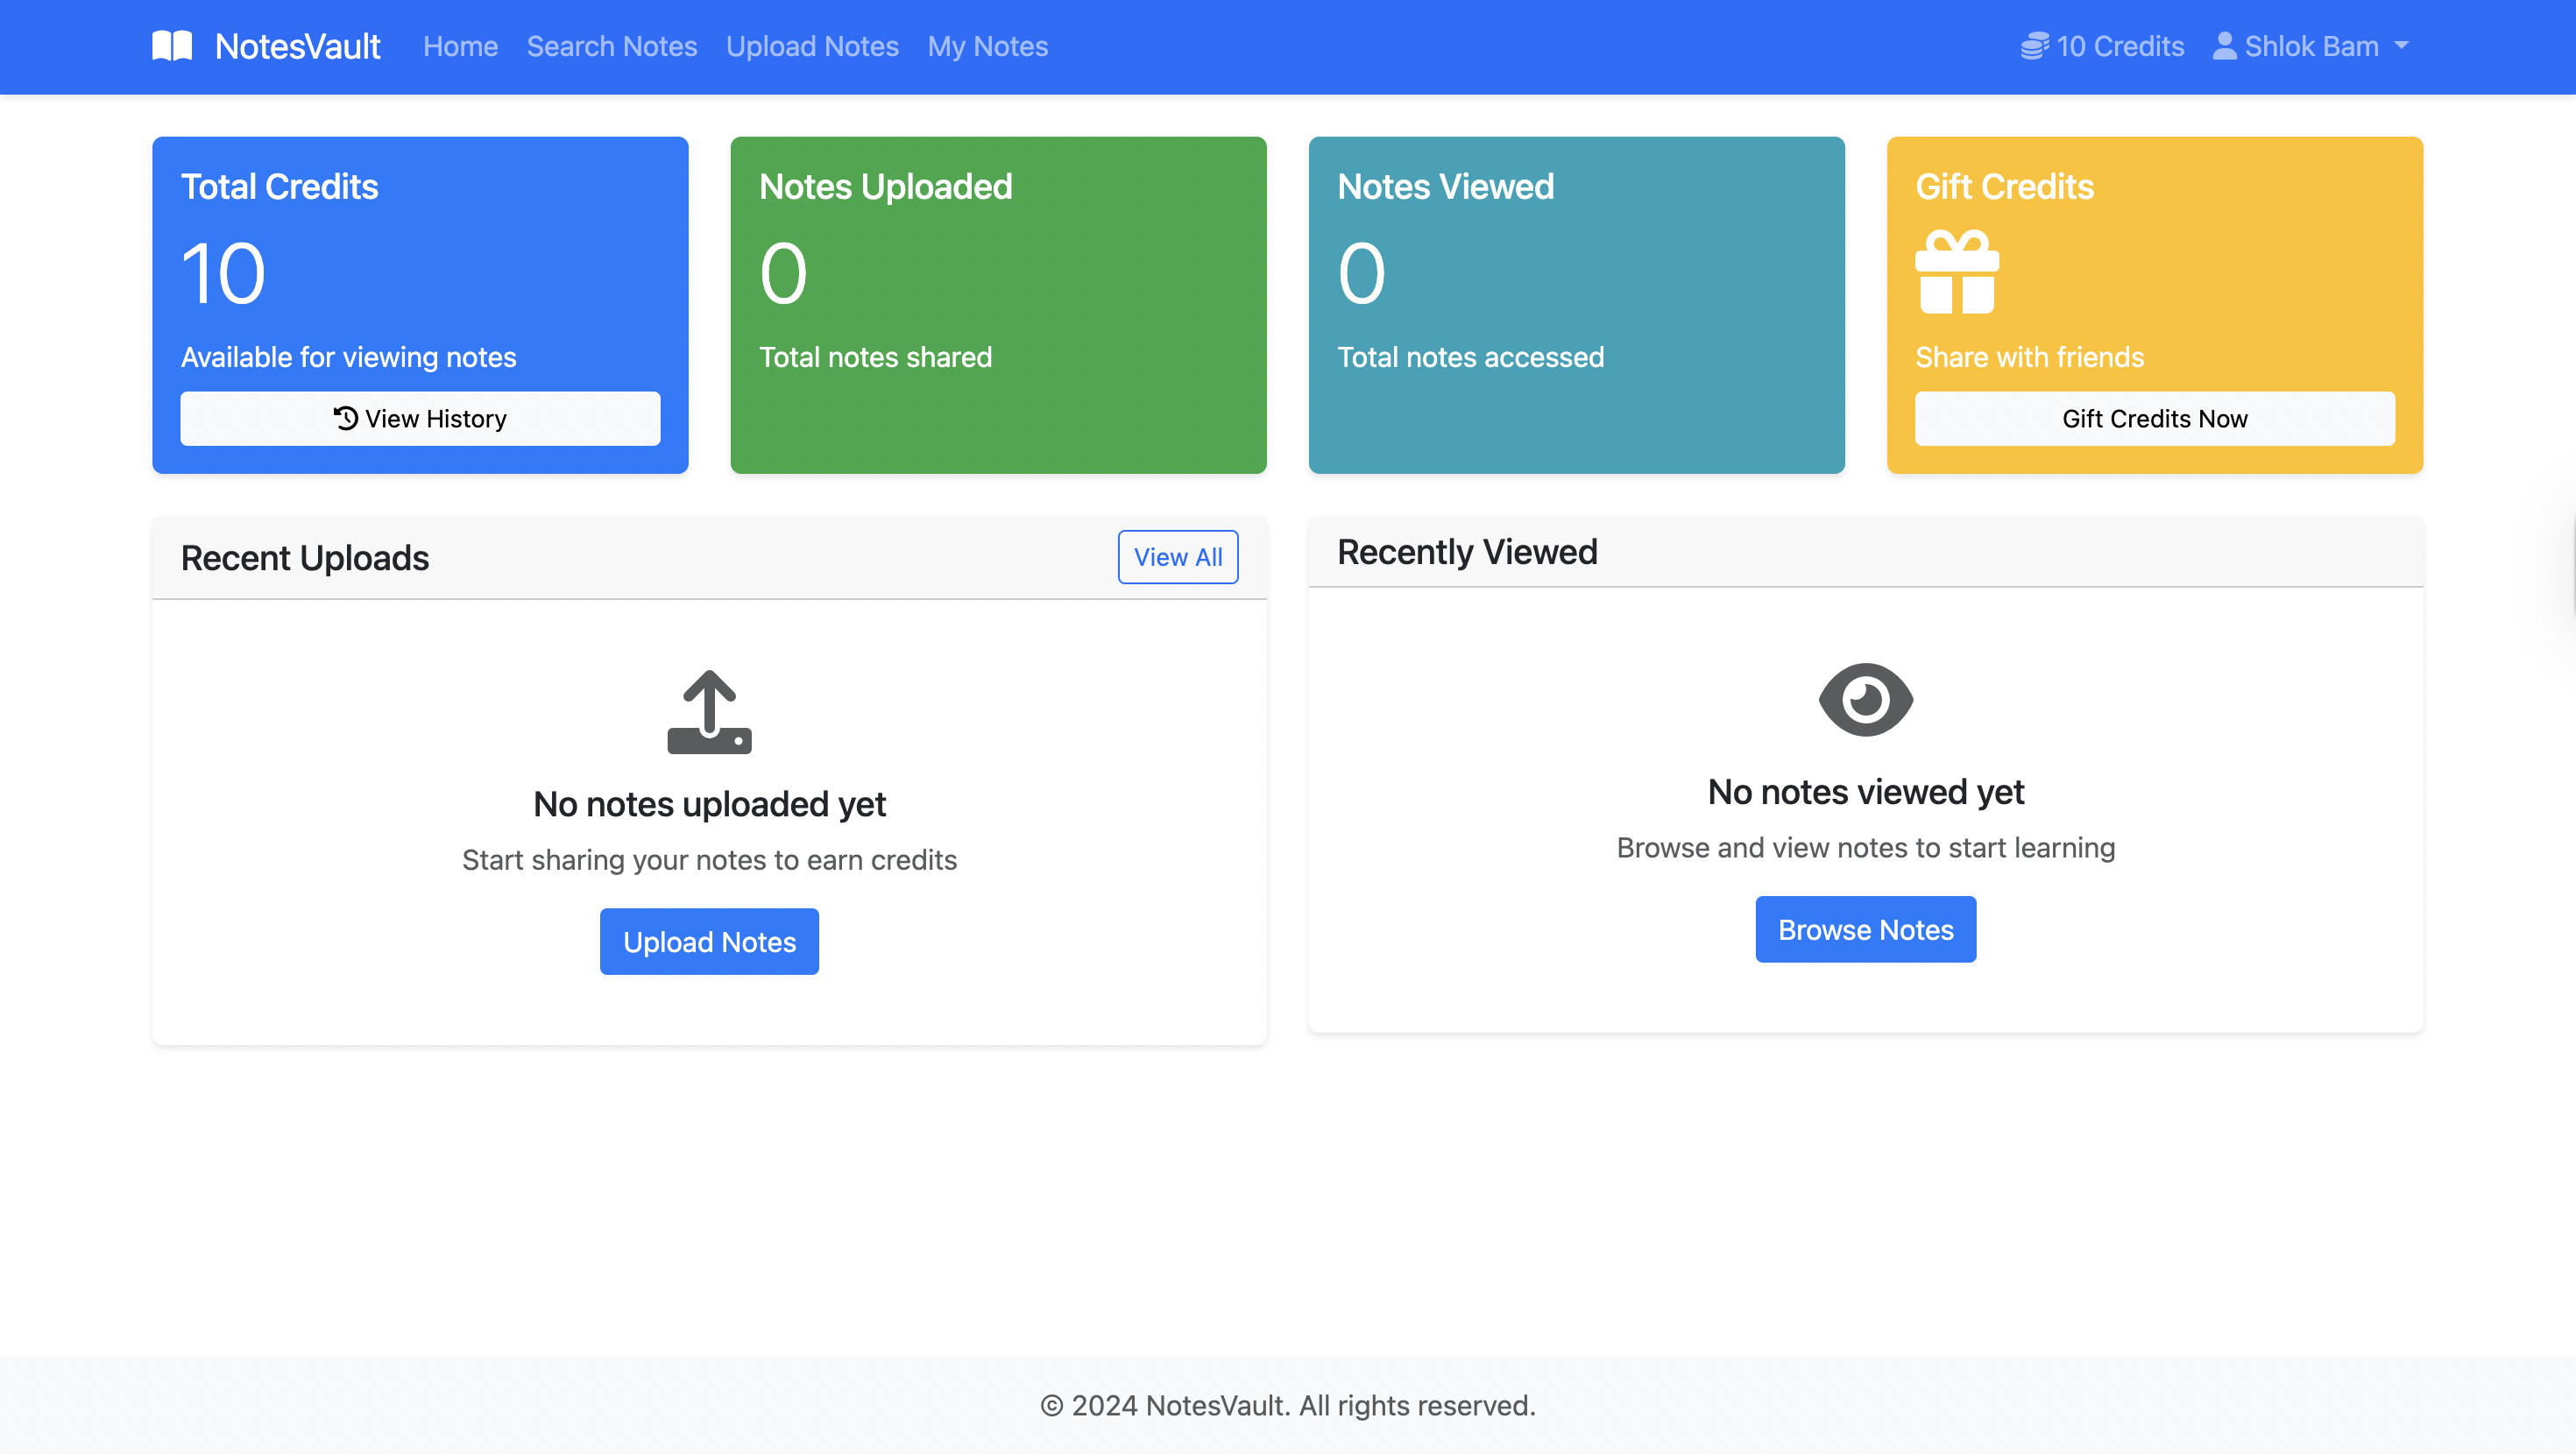 NotesVault Home Search Notes Upload Notes My Notes 10 Credits Shlok Bam
Total Credits
10
Available for viewing notes
View History
Notes Uploaded
0
Total notes shared
Notes Viewed
0
Total notes accessed
Gift Credits
Share with friends
Gift Credits Now
Recent Uploads View All
No notes uploaded yet
Start sharing your notes to earn credits
Upload Notes
Recently Viewed
No notes viewed yet
Browse and view notes to start learning
Browse Notes
© 2024 NotesVault. All rights reserved.